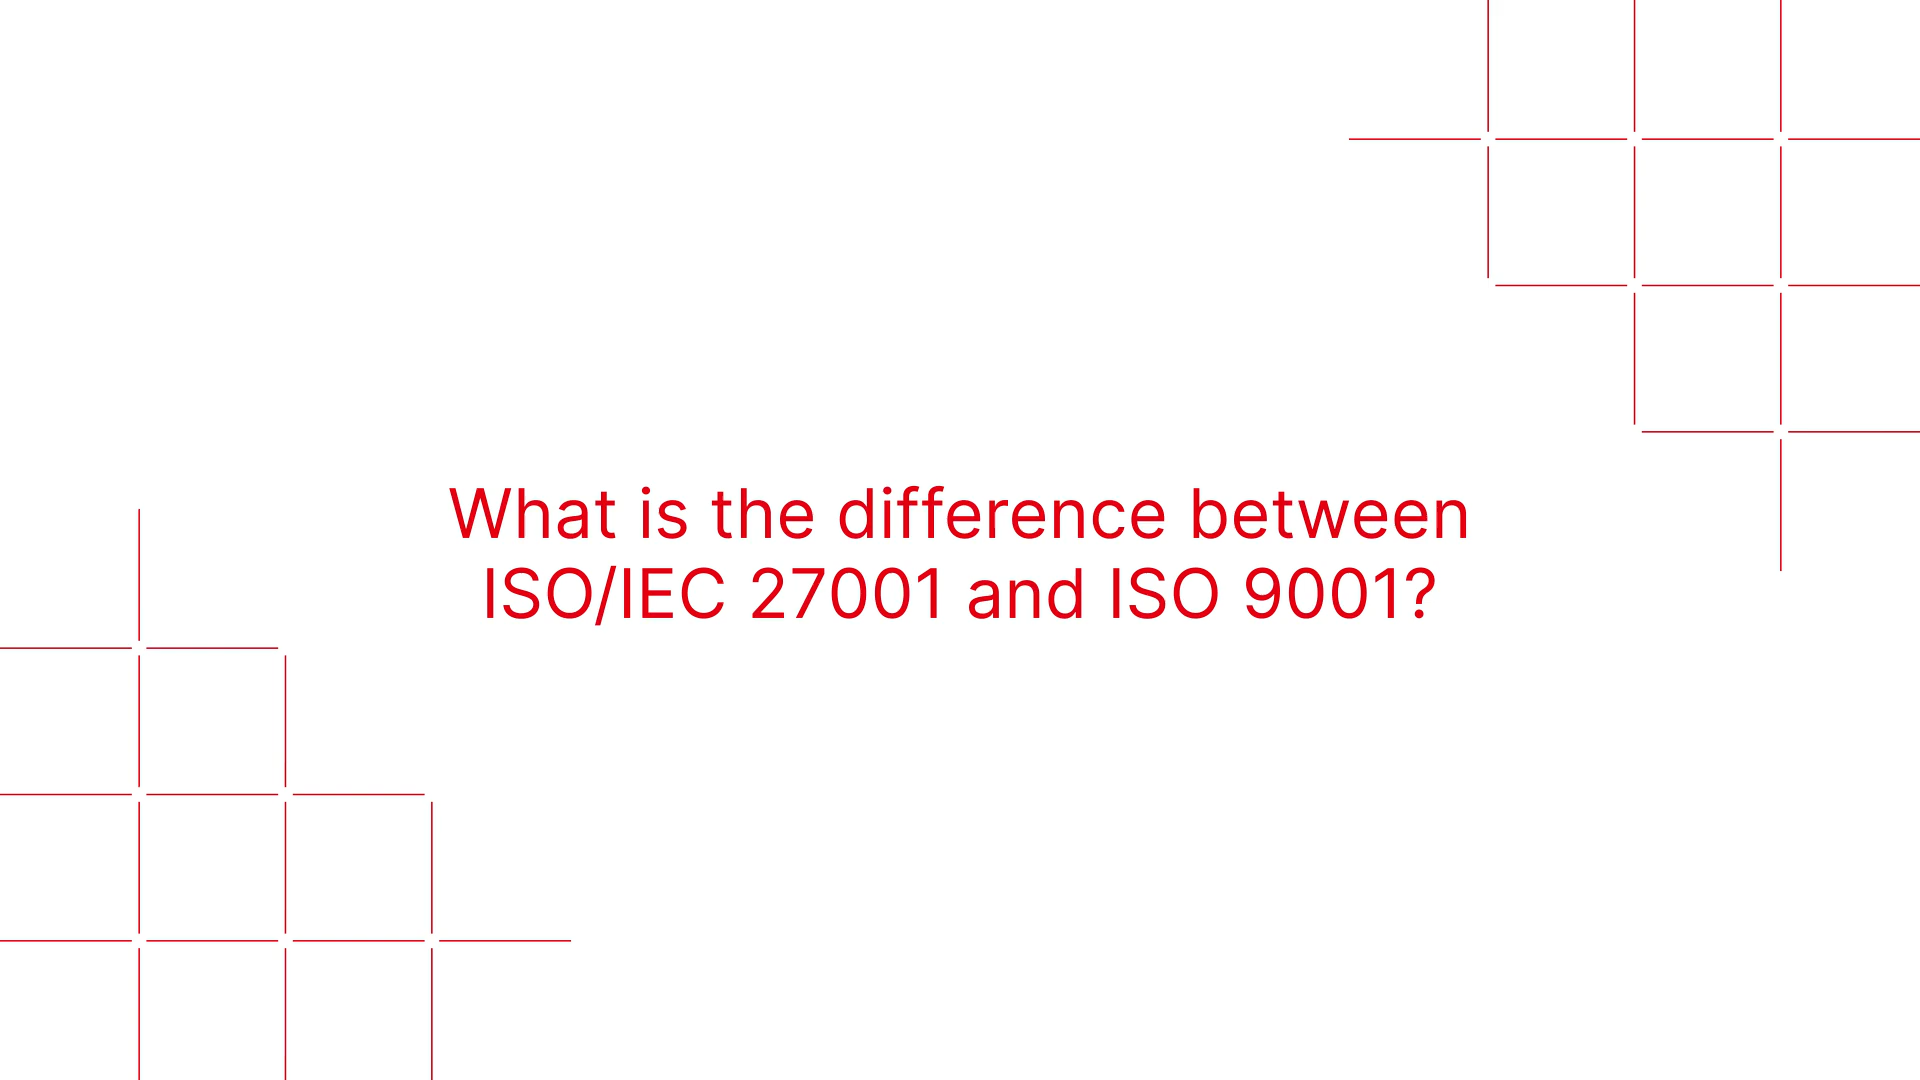 What is the difference between
ISO/IEC 27001 and ISO 9001?